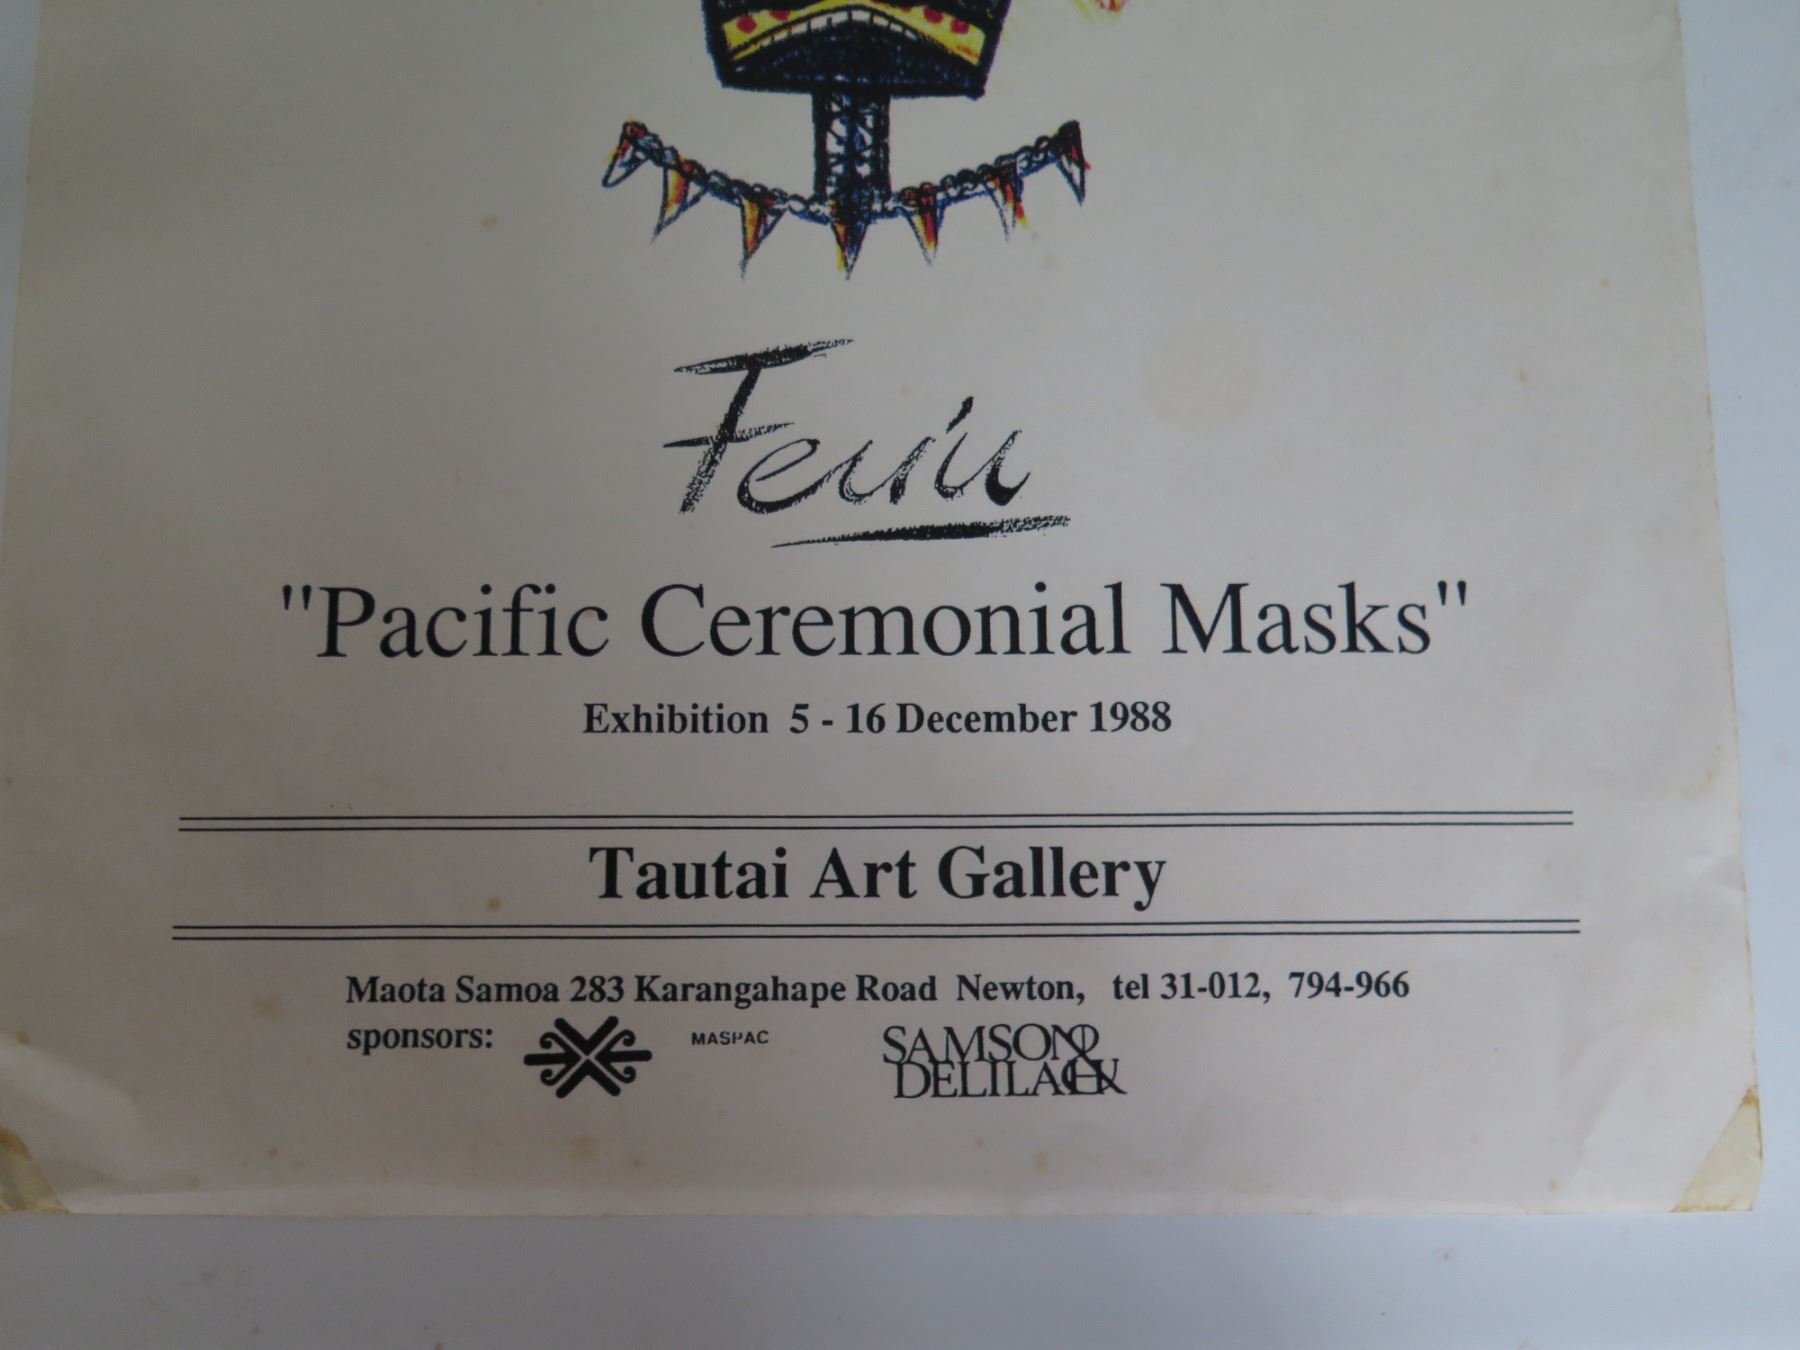 Feu'u
"Pacific Ceremonial Masks"
Exhibition 5 - 16 December 1988
Tautai Art Gallery
Maota Samoa 283 Karangahape Road Newton, tel 31-012, 794-966
sponsors: MASPAC SAMSON &
DELILAH